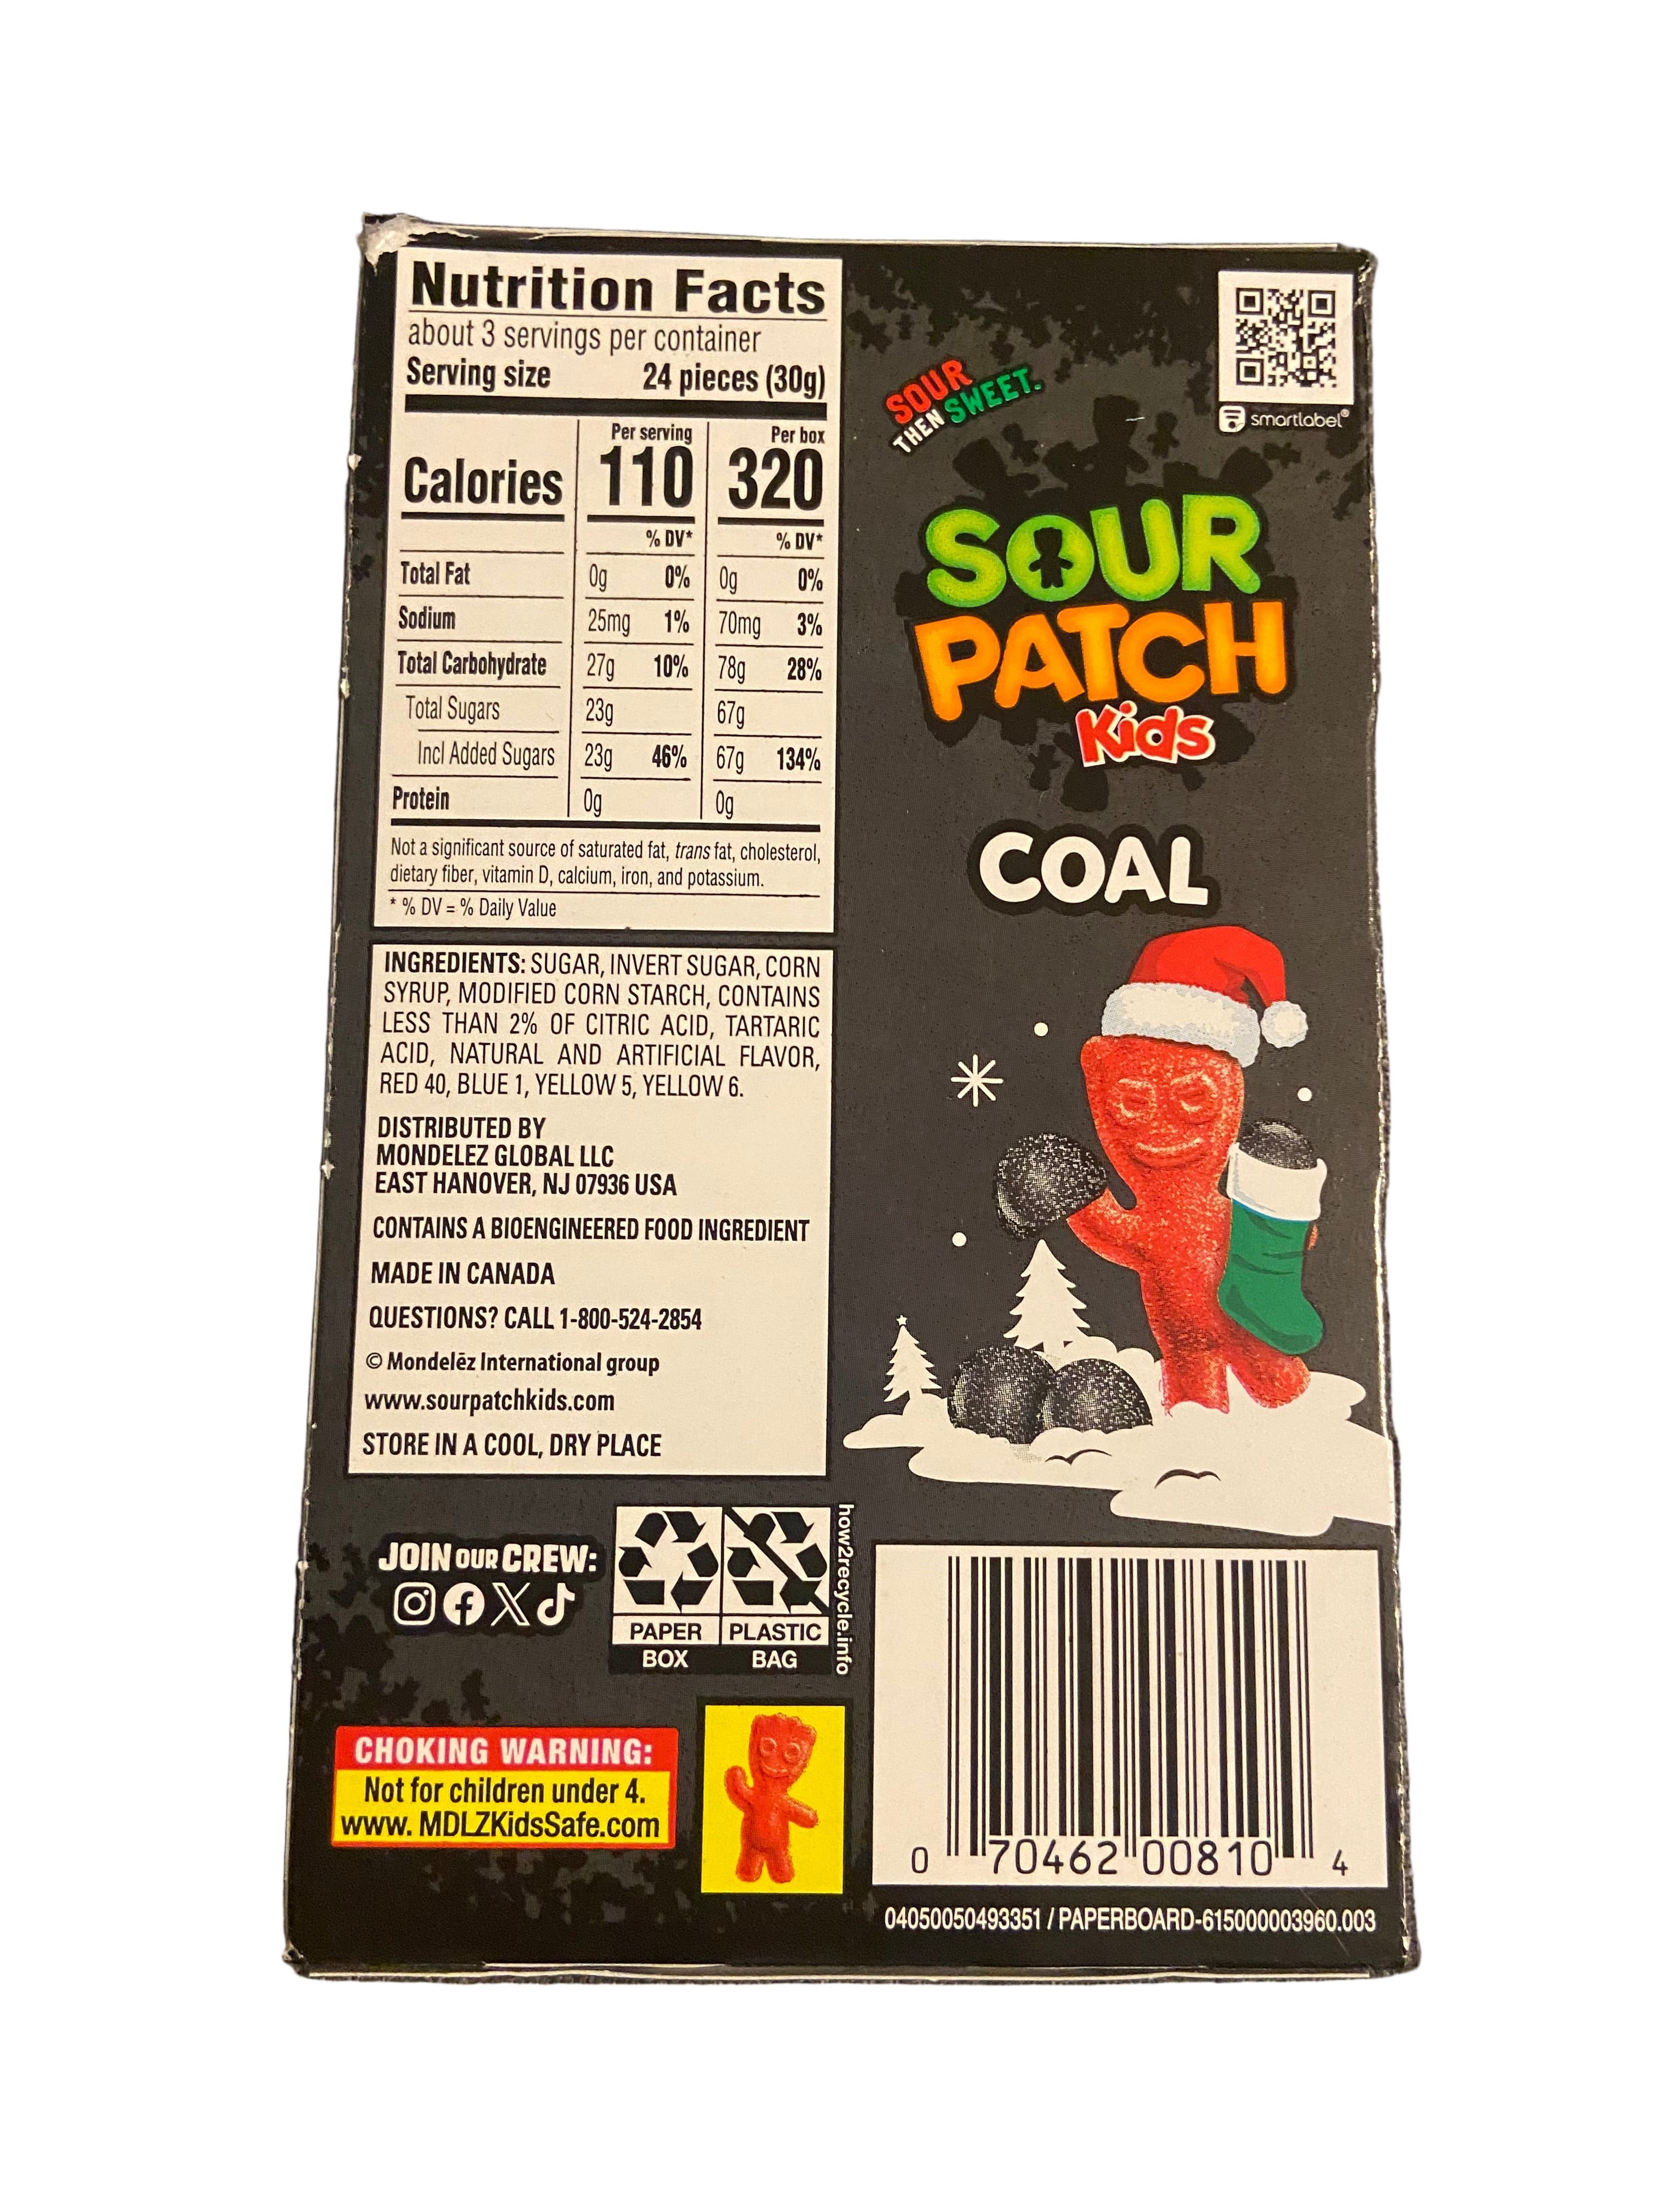 Nutrition Facts
about 3 servings per container
Serving size 24 pieces (30g)
Per serving Per box
Calories 110 320
% DV* % DV*
Total Fat 0g 0% 0g 0%
Sodium 25mg 1% 70mg 3%
Total Carbohydrate 27g 10% 78g 28%
Total Sugars 23g 67g
Incl Added Sugars 23g 46% 67g 134%
Protein 0g 0g
Not a significant source of saturated fat, trans fat, cholesterol,
dietary fiber, vitamin D, calcium, iron, and potassium.
* % DV = % Daily Value
INGREDIENTS: SUGAR, INVERT SUGAR, CORN
SYRUP, MODIFIED CORN STARCH, CONTAINS
LESS THAN 2% OF CITRIC ACID, TARTARIC
ACID, NATURAL AND ARTIFICIAL FLAVOR,
RED 40, BLUE 1, YELLOW 5, YELLOW 6.
DISTRIBUTED BY
MONDELEZ GLOBAL LLC
EAST HANOVER, NJ 07936 USA
CONTAINS A BIOENGINEERED FOOD INGREDIENT
MADE IN CANADA
QUESTIONS? CALL 1-800-524-2854
© Mondelēz International group
www.sourpatchkids.com
STORE IN A COOL, DRY PLACE
JOIN OUR CREW:
PAPER
BOX
PLASTIC
BAG
how2recycle.info
CHOKING WARNING:
Not for children under 4.
www. MDLZKidsSafe.com
smartlabel®
SOUR
THEN SWEET.
SOUR
PATCH
Kids
COAL
0 70462 00810 4
04050050493351 / PAPERBOARD-615000003960.003